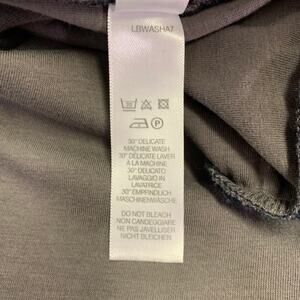 LBWASHA7
30° DELICATE
MACHINE WASH
30° DÉLICATE LAVER
À LA MACHINE
30° DELICATO
LAVAGGIO IN
LAVATRICE
30° EMPFINDLICH
MASCHINENWÄSCHE
DO NOT BLEACH
NON CANDEGGIARE
NE PAS JAVELLISER
NICHT BLEICHEN